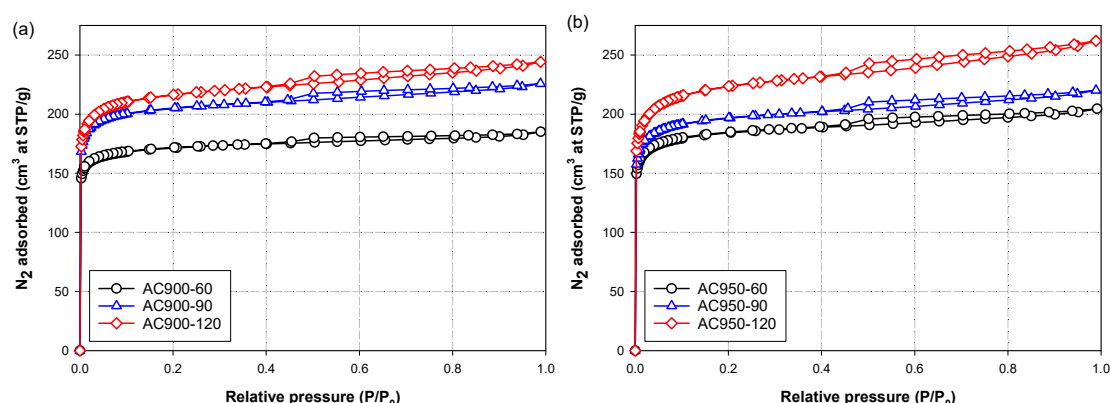 (a)
N2 adsorbed (cm3 at STP/g)
250
200
150
100
50
0
AC900-60
AC900-90
AC900-120
0.0 0.2 0.4 0.6 0.8 1.0
Relative pressure (P/P0)
(b)
N2 adsorbed (cm3 at STP/g)
250
200
150
100
50
0
AC950-60
AC950-90
AC950-120
0.0 0.2 0.4 0.6 0.8 1.0
Relative pressure (P/P0)